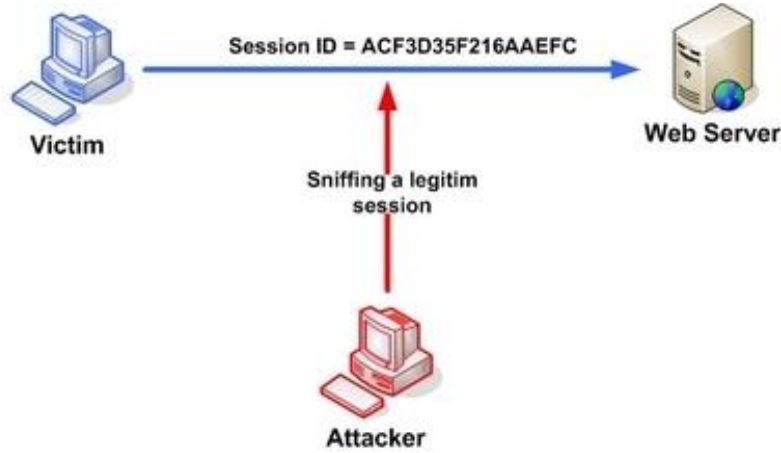 Session ID = ACF3D35F216AAEFC
Victim
Web Server
Sniffing a legitim
session
Attacker